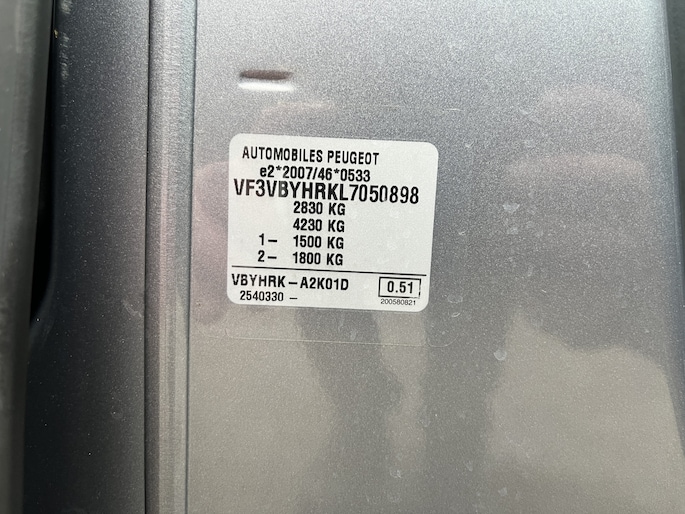 AUTOMOBILES PEUGEOT
e2*2007/46*0533
VF3VBYHRKL7050898
2830 KG
4230 KG
1- 1500 KG
2- 1800 KG
VBYHRK-A2K01D 0.51
2540330 - 200580821